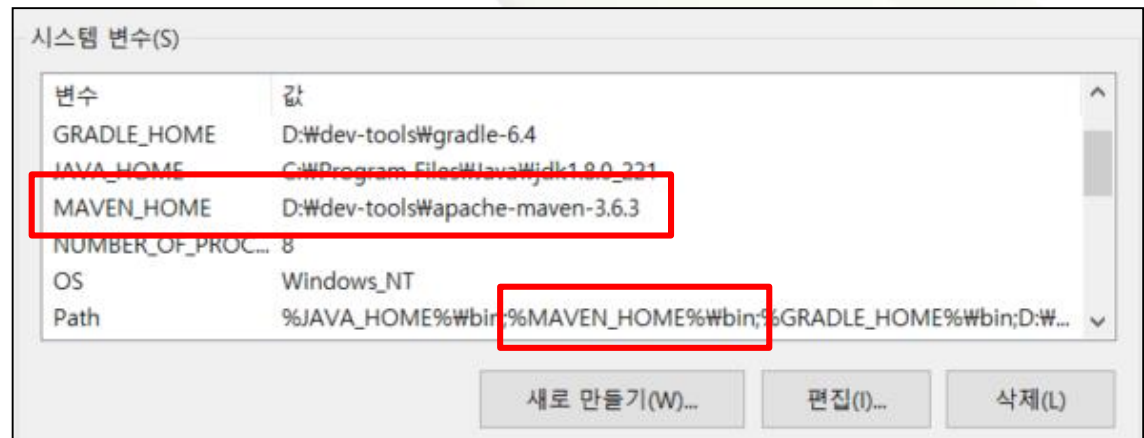 시스템 변수(S)
변수 값
GRADLE_HOME D:₩dev-tools₩gradle-6.4
JAVA_HOME C:₩Program Files₩Java₩jdk1.8.0_221
MAVEN_HOME D:₩dev-tools₩apache-maven-3.6.3
NUMBER_OF_PROC... 8
OS Windows_NT
Path %JAVA_HOME%₩bin;%MAVEN_HOME%₩bin;%GRADLE_HOME%₩bin;D:₩...
새로 만들기(W)... 편집(I)... 삭제(L)